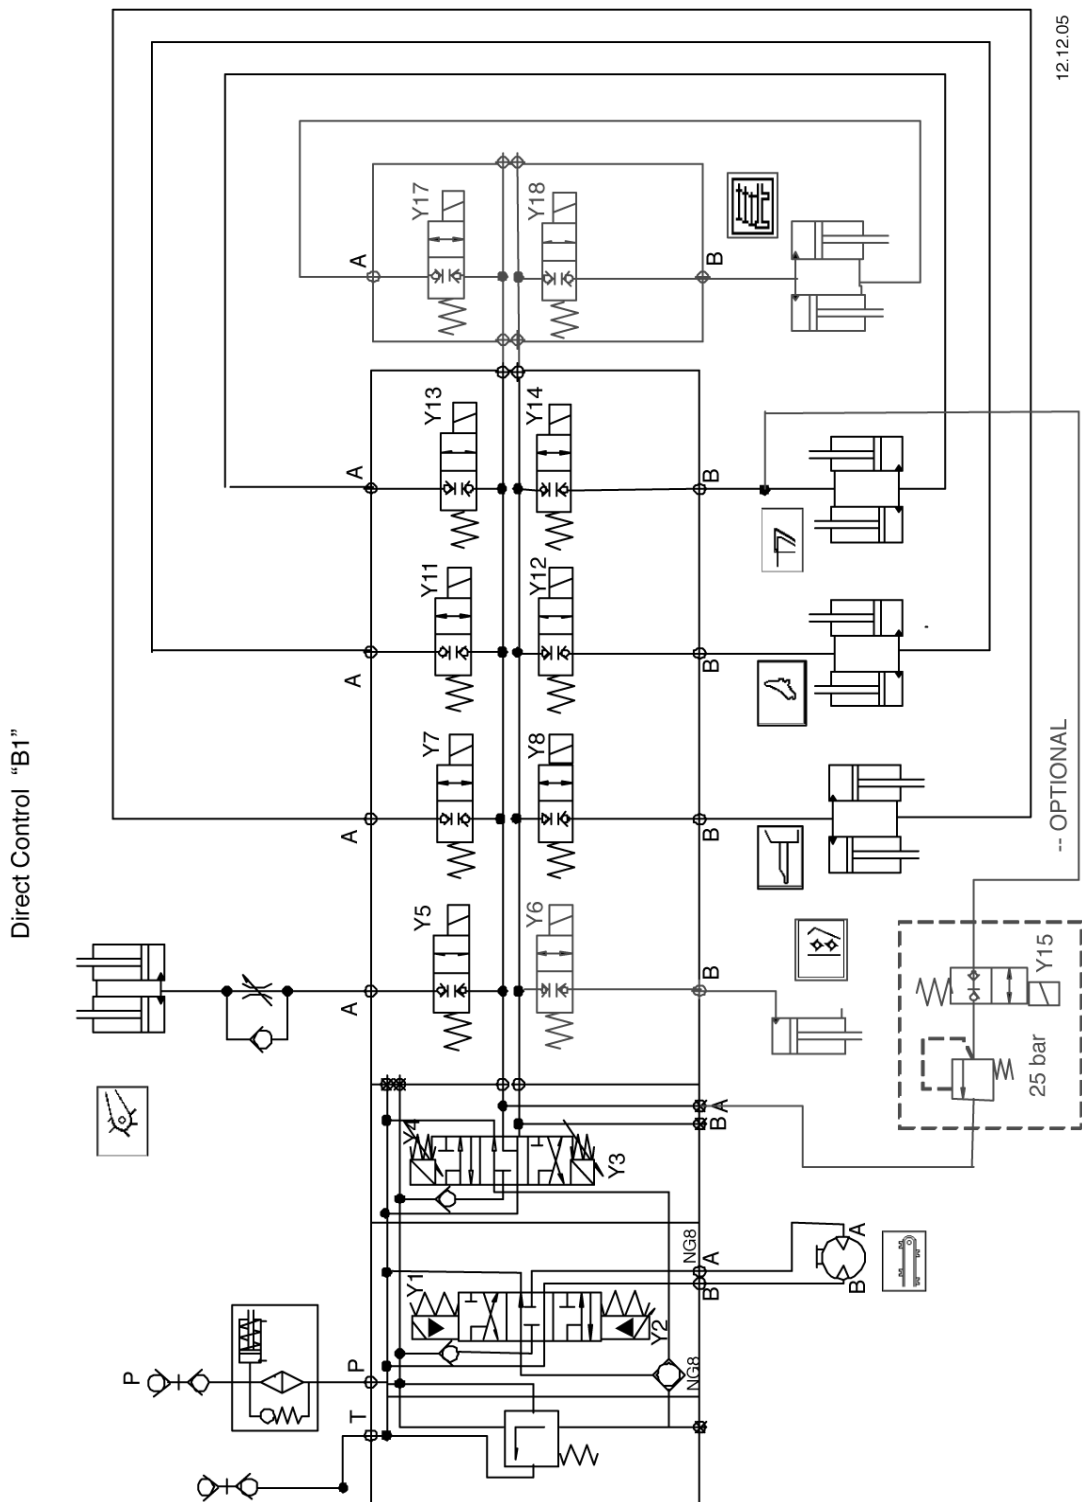 Direct Control "B1"
12.12.05
Y17
Y18
A
B
Y13
Y14
A
B
Y11
Y12
A
B
Y7
Y8
A
B
Y5
Y6
A
B
-- OPTIONAL
Y15
25 bar
A
B
Y4
Y3
NG8
A
B
A
B
Y1
Y2
NG8
P
P
T